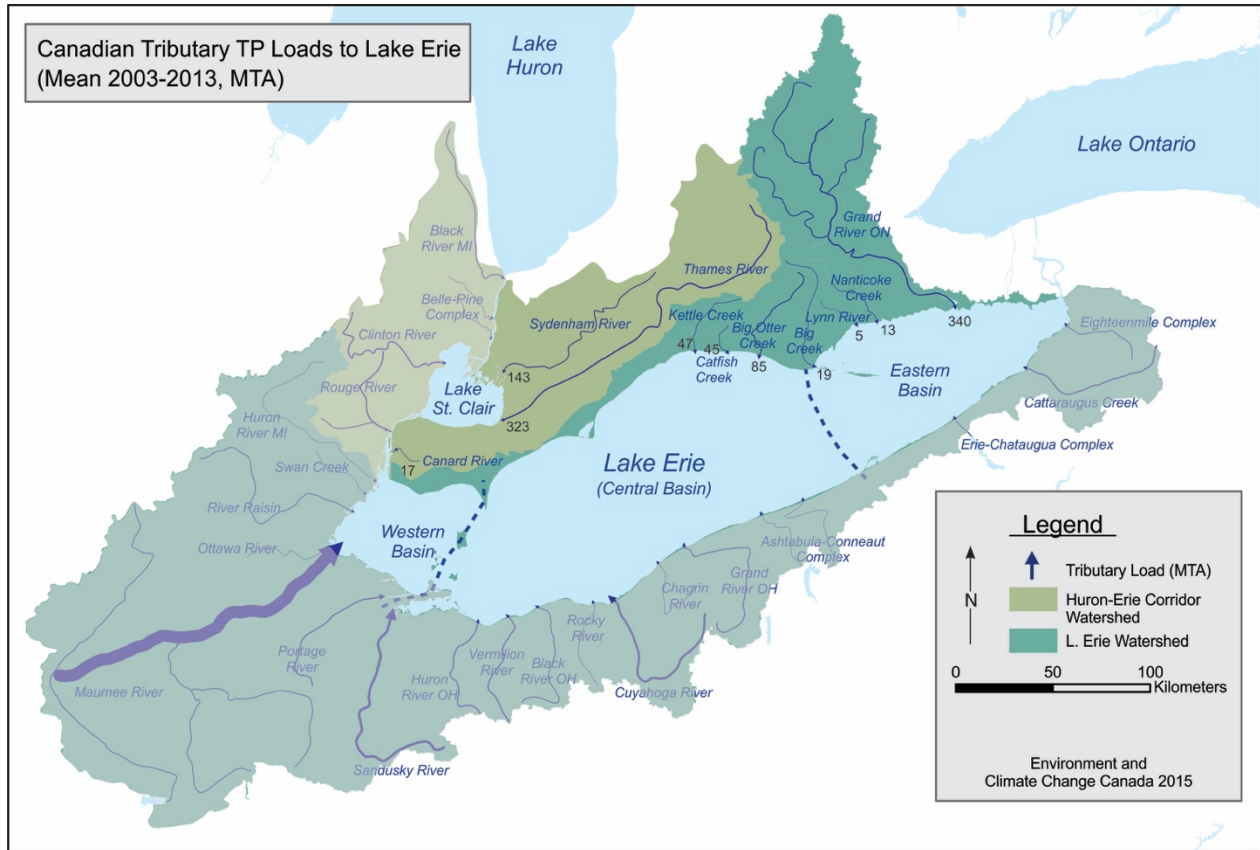 Canadian Tributary TP Loads to Lake Erie
(Mean 2003-2013, MTA)
Lake
Huron
Lake Ontario
Black
River MI
Grand
River ON
Thames River
Nanticoke
Creek
Belle-Pine
Complex
Sydenham River
Kettle Creek
Lynn River
Clinton River
Big Otter
Creek
Big
Creek
5
13
340
Eighteenmile Complex
47
45
Catfish
Creek
85
19
Rouge River
Lake
St. Clair
143
Eastern
Basin
323
Cattaraugus Creek
Huron
River MI
Canard River
17
Erie-Chataugua Complex
Swan Creek
Lake Erie
(Central Basin)
River Raisin
Western
Basin
Ottawa River
Ashtabula-Conneaut
Complex
Chagrin
River
Grand
River OH
Rocky
River
Portage
River
Vermilion
River
Black
River OH
Huron
River OH
Maumee River
Cuyahoga River
Sandusky River
Legend
N
Tributary Load (MTA)
Huron-Erie Corridor
Watershed
L. Erie Watershed
0 50 100
Kilometers
Environment and
Climate Change Canada 2015